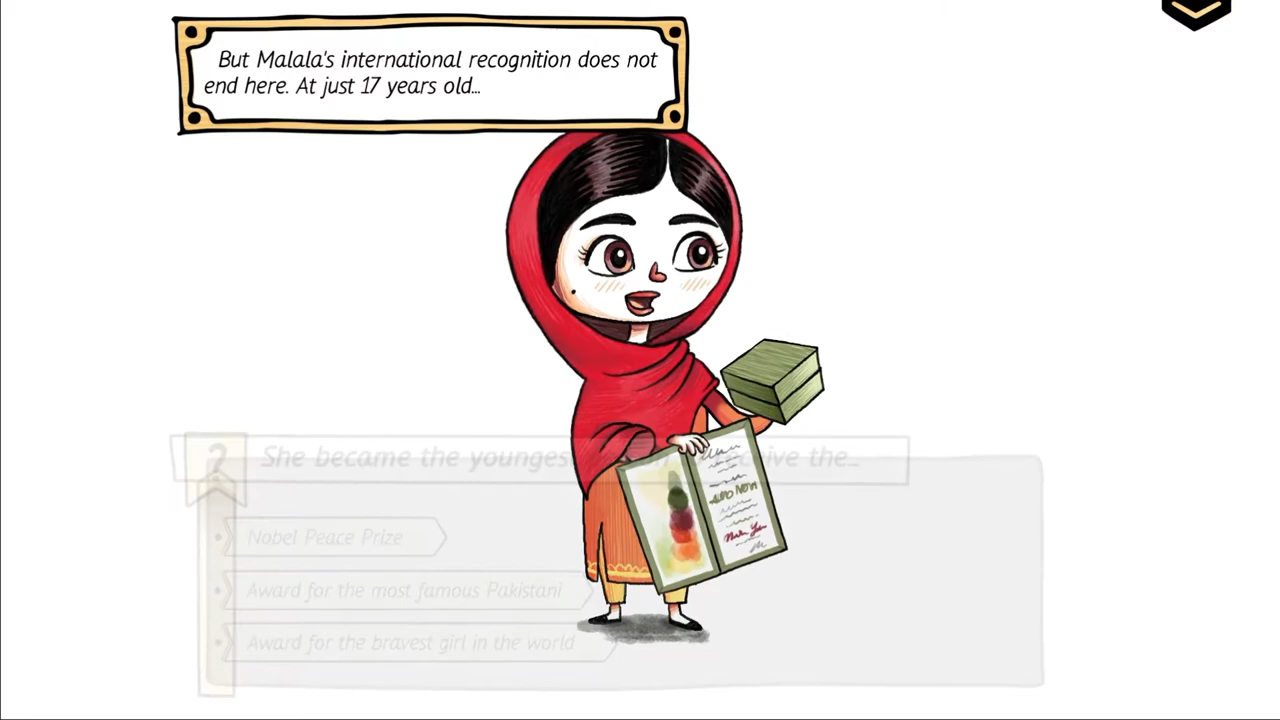 But Malala's international recognition does not
end here. At just 17 years old...
? She became the youngest receive the...
Nobel Peace Prize
Award for the most famous Pakistani
Award for the bravest girl in the world